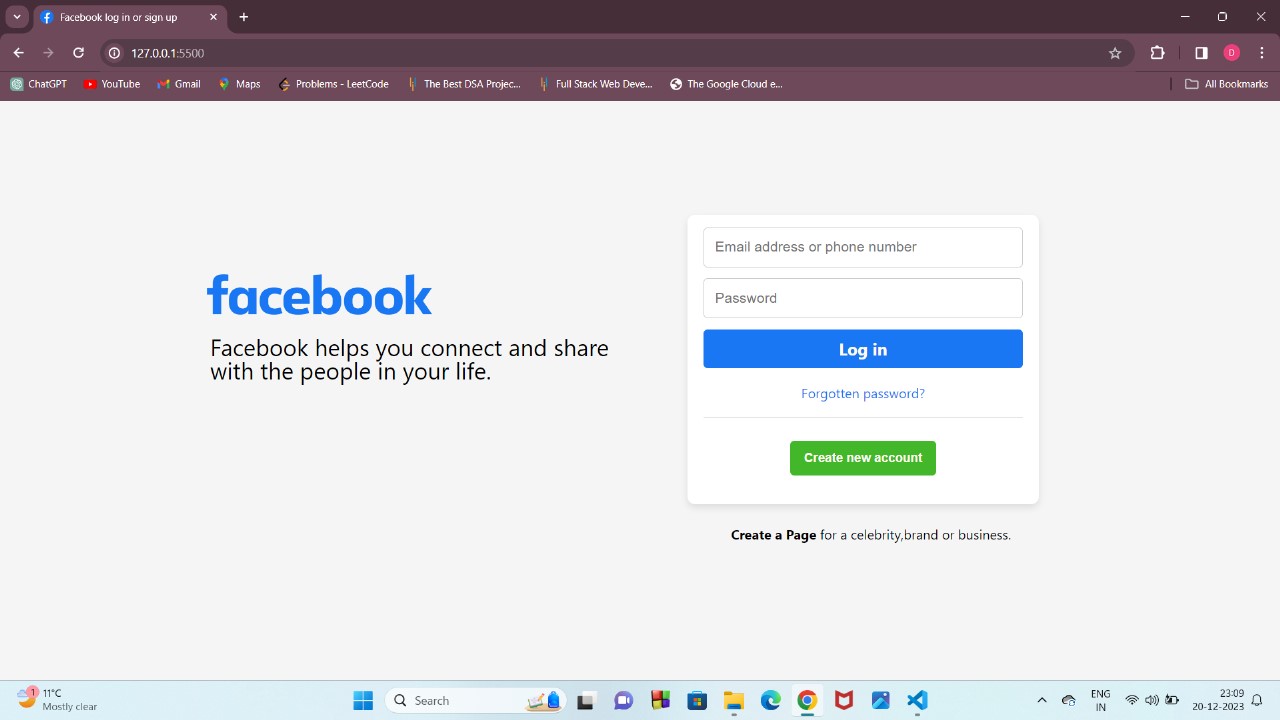 Facebook log in or sign up
127.0.0.1:5500
D
ChatGPT
YouTube
Gmail
Maps
Problems - LeetCode
The Best DSA Projec...
Full Stack Web Deve...
The Google Cloud e...
All Bookmarks
facebook
Facebook helps you connect and share
with the people in your life.
Email address or phone number
Password
Log in
Forgotten password?
Create new account
Create a Page for a celebrity,brand or business.
1
11°C
Mostly clear
Search
ENG
IN
23:09
20-12-2023